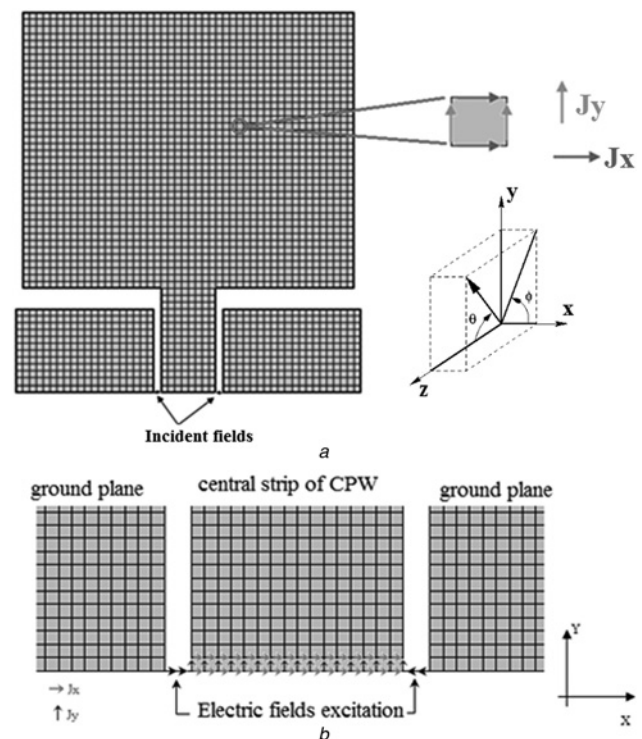 Jy
Jx
y
ϕ
θ
x
z
Incident fields
a
ground plane
central strip of CPW
ground plane
Y
→ Jx
↑ Jy
Electric fields excitation
X
b